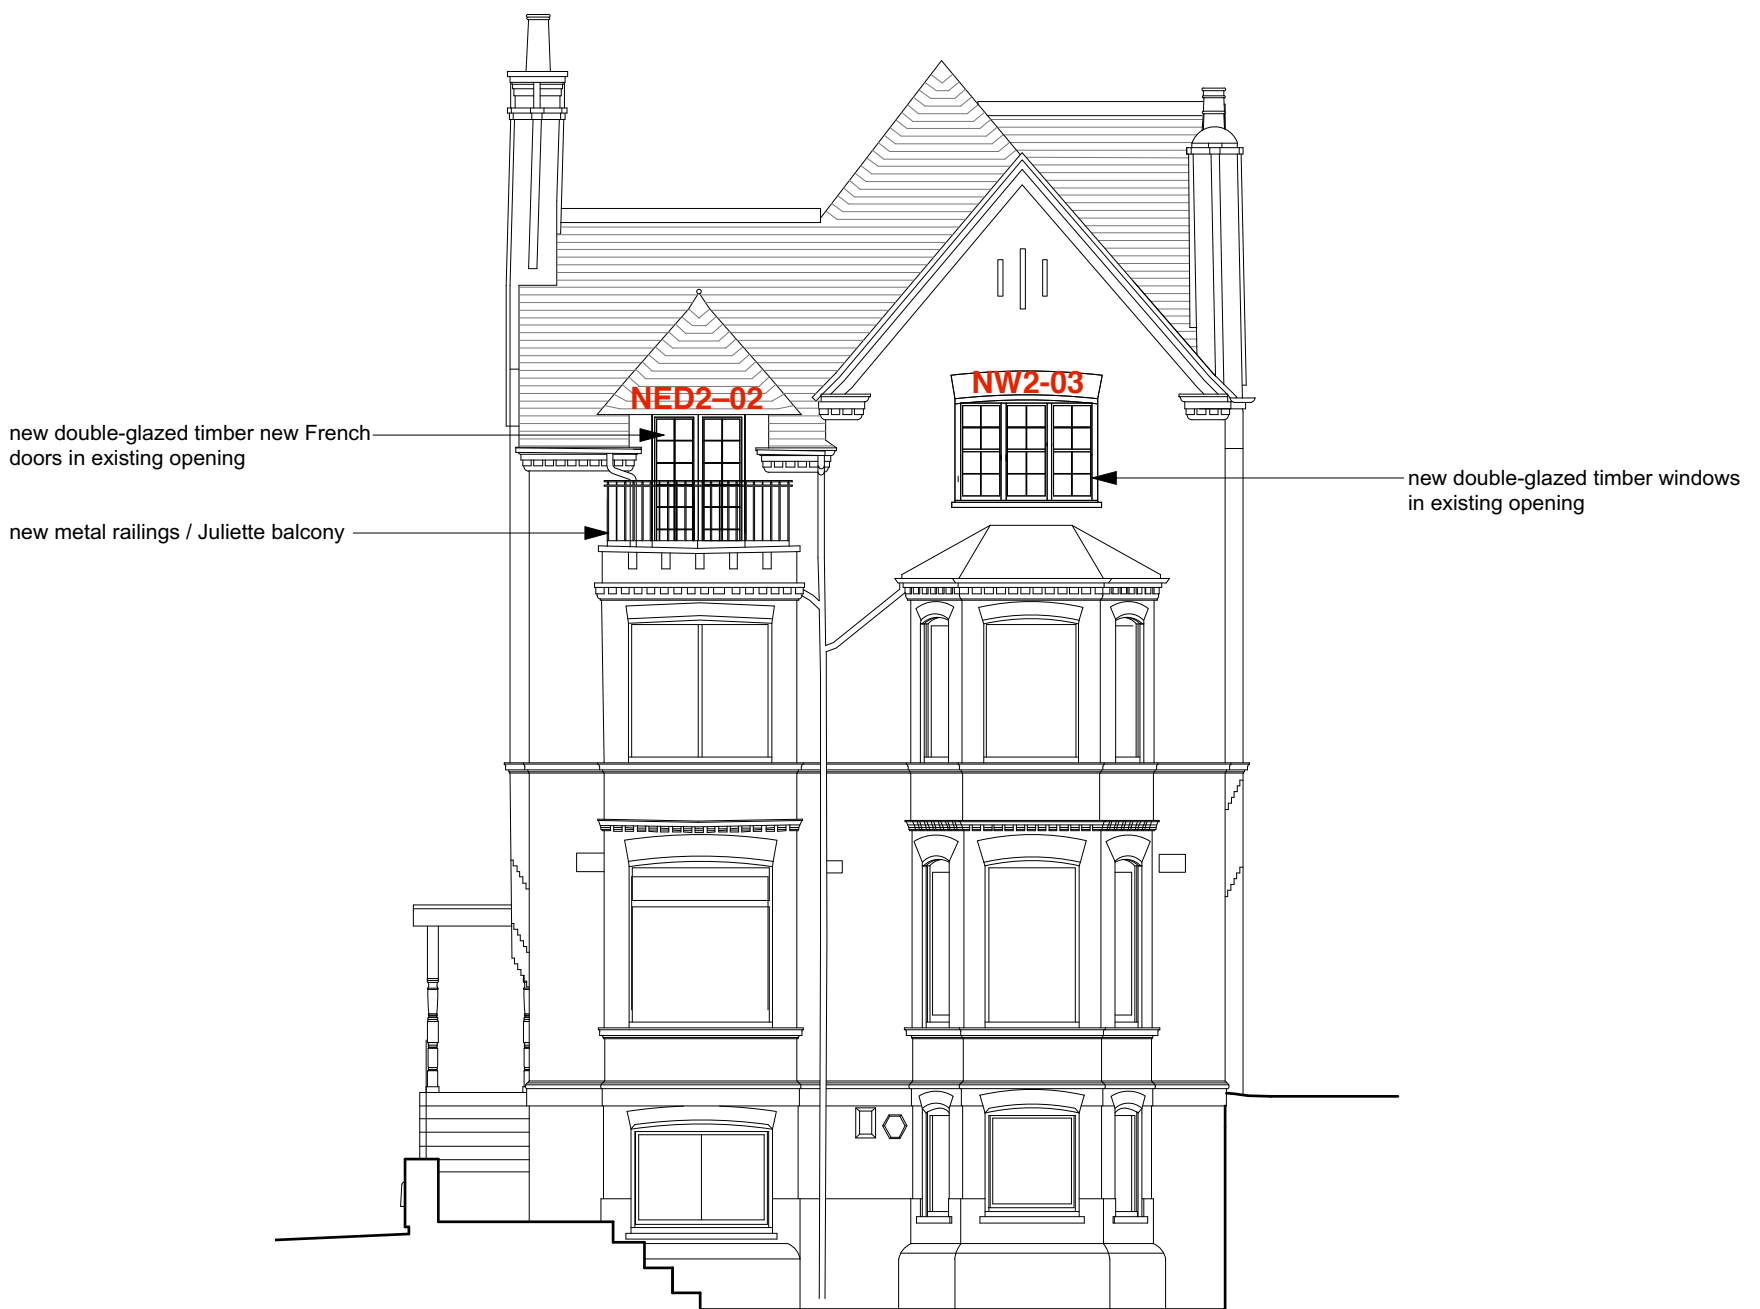 NW2-03
NED2–02
new double-glazed timber new French
doors in existing opening
new double-glazed timber windows
in existing opening
new metal railings / Juliette balcony